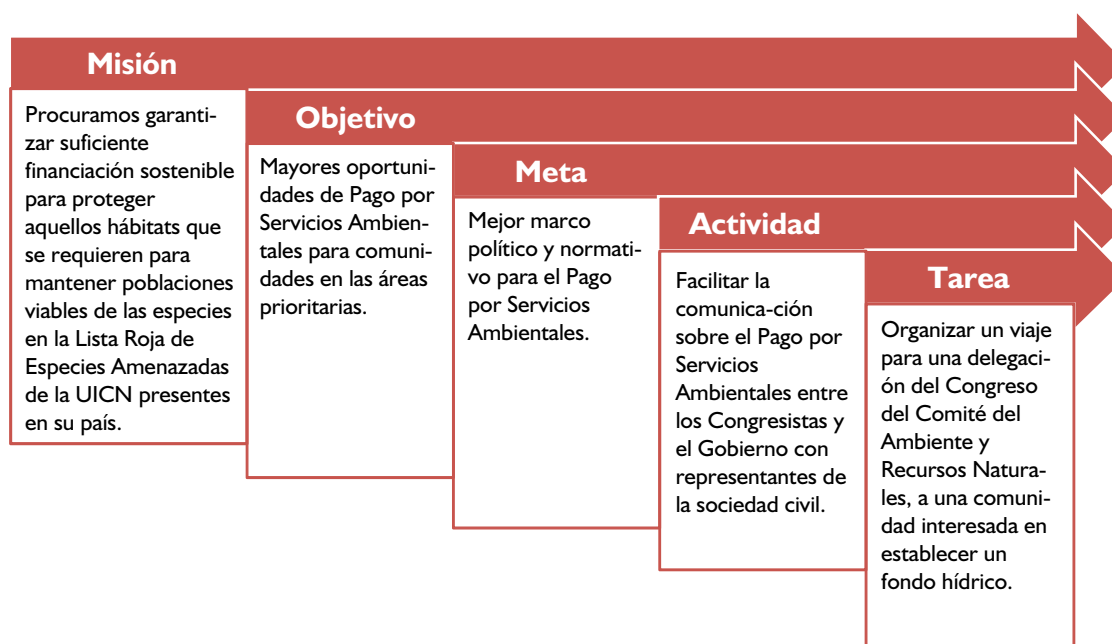 Misión
Procuramos garanti-
zar suficiente
financiación sostenible
para proteger
aquellos hábitats que
se requieren para
mantener poblaciones
viables de las especies
en la Lista Roja de
Especies Amenazadas
de la UICN presentes
en su país.
Objetivo
Mayores oportuni-
dades de Pago por
Servicios Ambien-
tales para comuni-
dades en las áreas
prioritarias.
Meta
Mejor marco
político y normati-
vo para el Pago
por Servicios
Ambientales.
Actividad
Facilitar la
comunica-ción
sobre el Pago por
Servicios
Ambientales entre
los Congresistas y
el Gobierno con
representantes de
la sociedad civil.
Tarea
Organizar un viaje
para una delegaci-
ón del Congreso
del Comité del
Ambiente y
Recursos Natura-
les, a una comuni-
dad interesada en
establecer un
fondo hídrico.